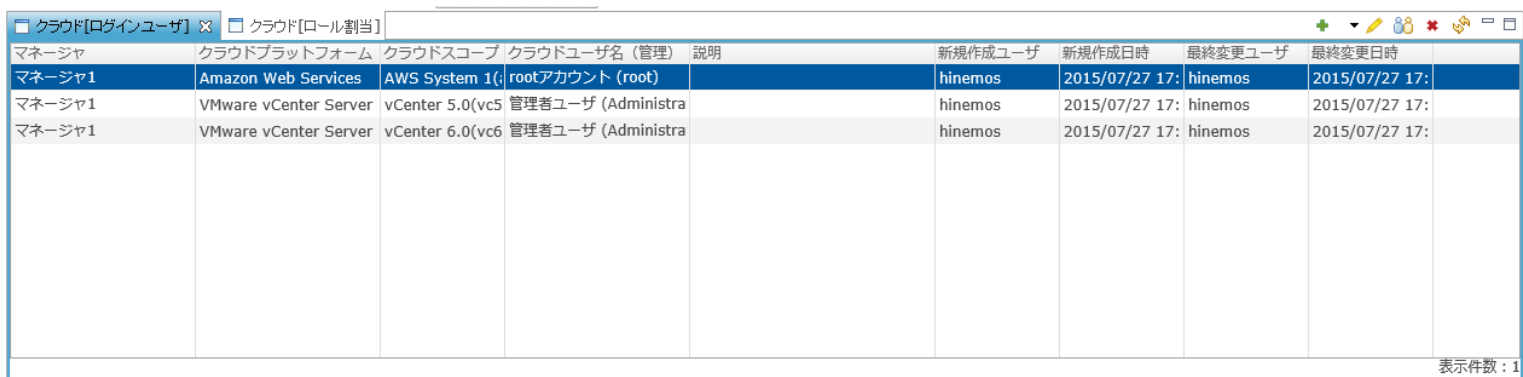 クラウド[ログインユーザ] クラウド[ロール割当]
マネージャ クラウドプラットフォーム クラウドスコープ クラウドユーザ名（管理） 説明 新規作成ユーザ 新規作成日時 最終変更ユーザ 最終変更日時
マネージャ1 Amazon Web Services AWS System 1( rootアカウント (root) hinemos 2015/07/27 17: hinemos 2015/07/27 17:
マネージャ1 VMware vCenter Server vCenter 5.0(vc5 管理者ユーザ (Administra hinemos 2015/07/27 17: hinemos 2015/07/27 17:
マネージャ1 VMware vCenter Server vCenter 6.0(vc6 管理者ユーザ (Administra hinemos 2015/07/27 17: hinemos 2015/07/27 17:
表示件数 : 1